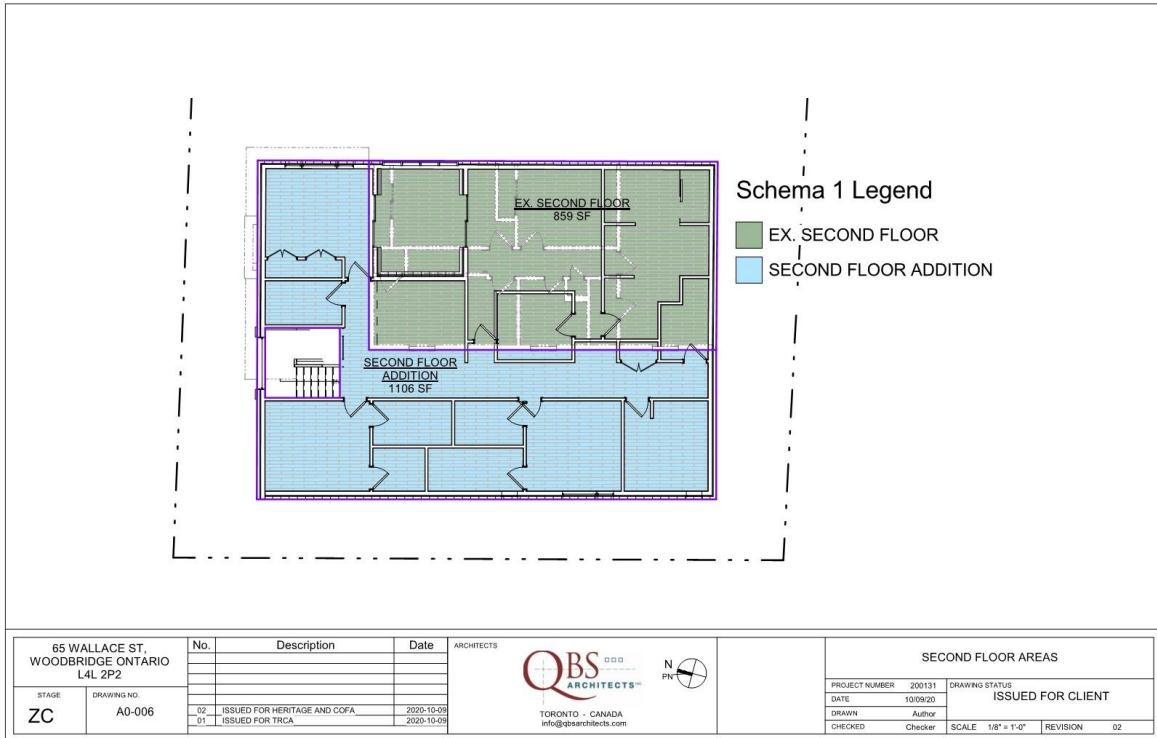 EX. SECOND FLOOR
859 SF
SECOND FLOOR
ADDITION
1106 SF
Schema 1 Legend
EX. SECOND FLOOR
SECOND FLOOR ADDITION
65 WALLACE ST,
WOODBRIDGE ONTARIO
L4L 2P2
STAGE
ZC
DRAWING NO.
A0-006
No. Description Date
02 ISSUED FOR HERITAGE AND COFA 2020-10-09
01 ISSUED FOR TRCA 2020-10-09
ARCHITECTS
QBS
ARCHITECTS
TORONTO - CANADA
info@qbsarchitects.com
N
PN
SECOND FLOOR AREAS
PROJECT NUMBER 200131
DATE 10/09/20
DRAWN Author
CHECKED Checker
DRAWING STATUS
ISSUED FOR CLIENT
SCALE 1/8" = 1'-0" REVISION 02